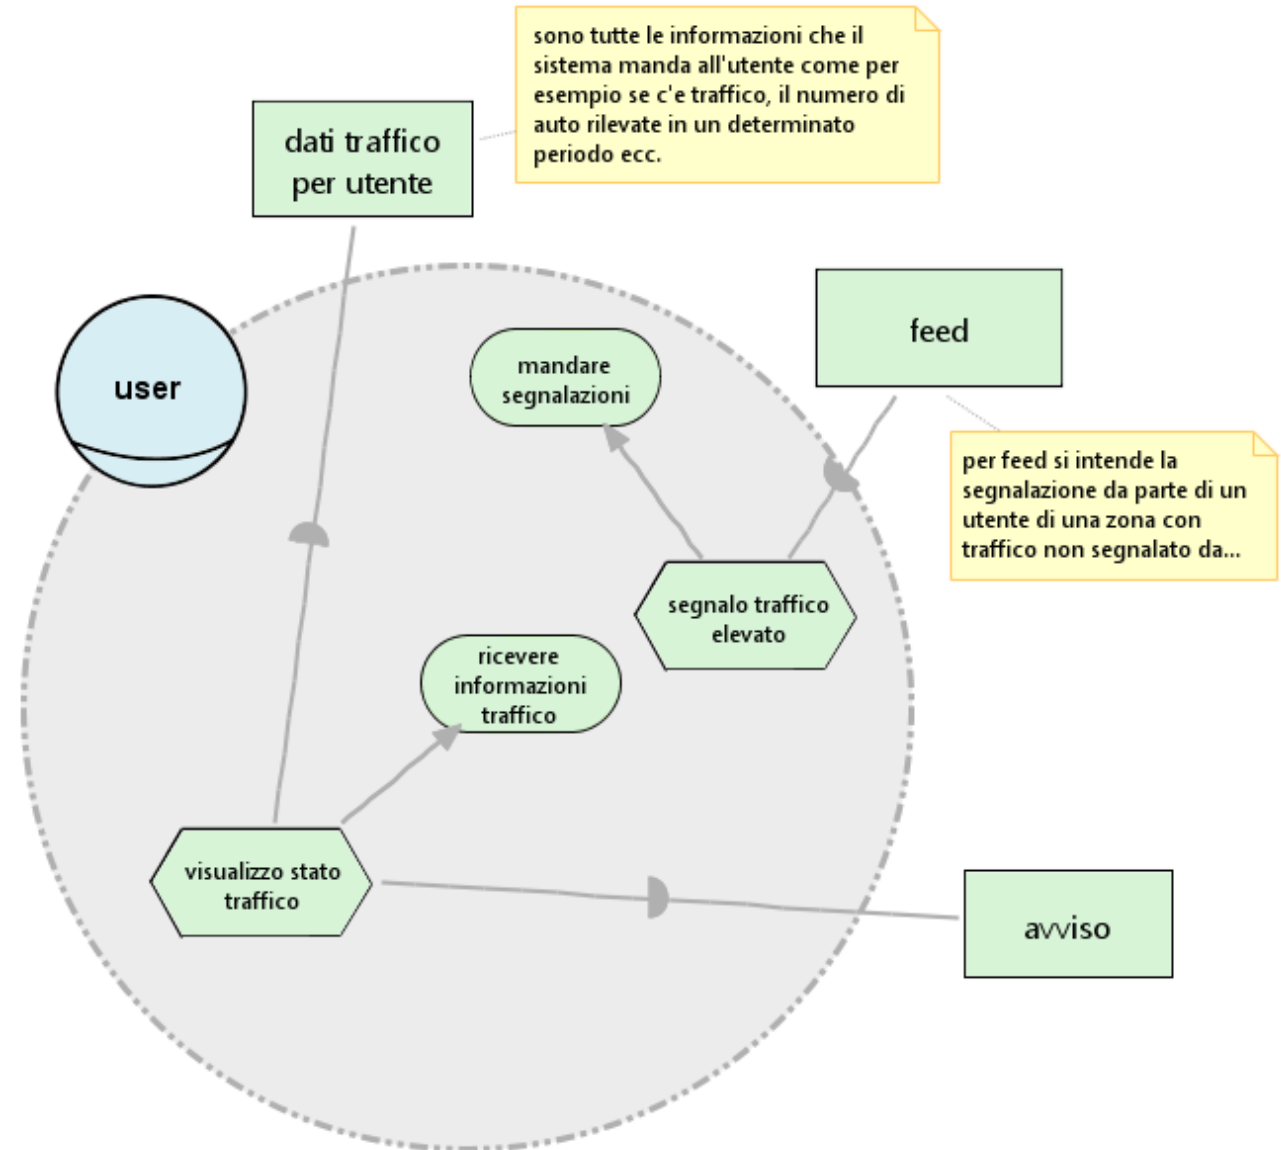 sono tutte le informazioni che il
sistema manda all'utente come per
esempio se c'e traffico, il numero di
auto rilevate in un determinato
periodo ecc.
dati traffico
per utente
feed
user
mandare
segnalazioni
per feed si intende la
segnalazione da parte di un
utente di una zona con
traffico non segnalato da...
segnalo traffico
elevato
ricevere
informazioni
traffico
visualizzo stato
traffico
avviso